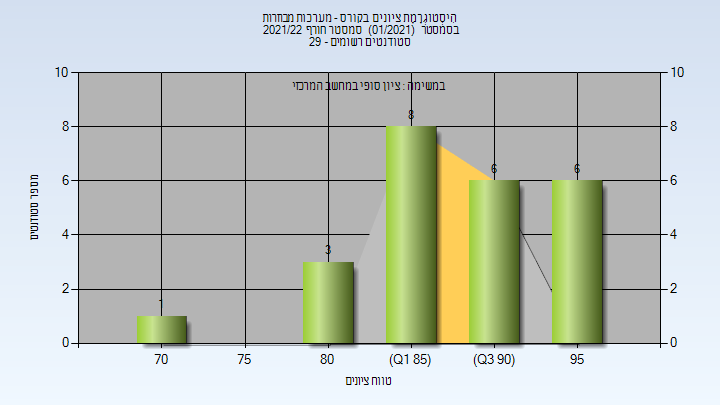 היסטוגרמת ציונים בקורס - מערכות מבוזרות
בסמסטר (01/2021) סמסטר חורף 2021/22
סטודנטים רשומים - 29
במשימה : ציון סופי במחשב המרכזי
10
8
6
4
2
0
10
8
6
4
2
0
מספר סטודנטים
1
3
8
6
6
70
75
80
(Q1 85)
(Q3 90)
95
טווח ציונים